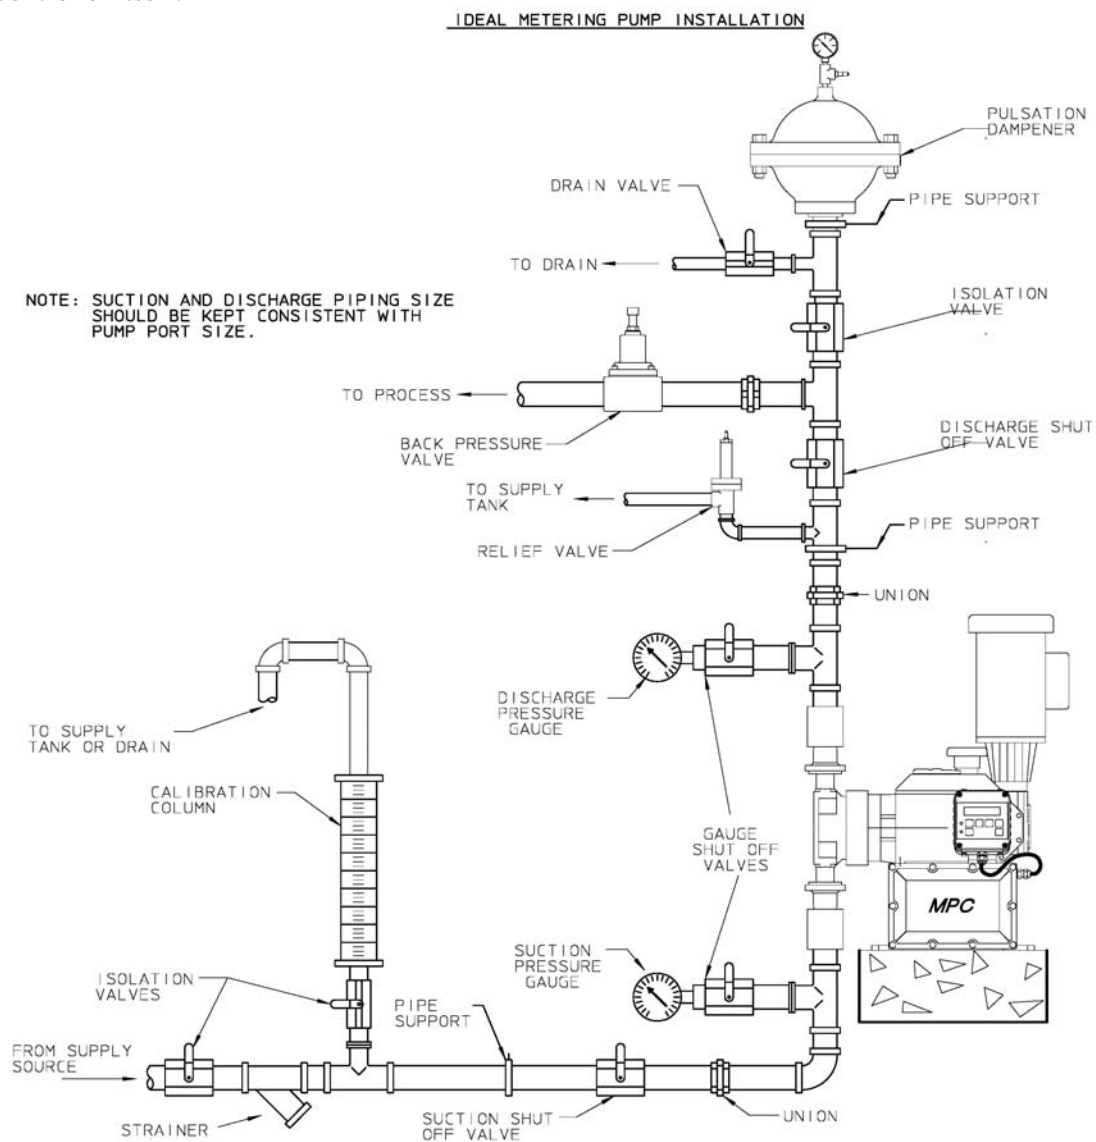 IDEAL METERING PUMP INSTALLATION
PULSATION
DAMPENER
DRAIN VALVE
PIPE SUPPORT
TO DRAIN
ISOLATION
VALVE
NOTE: SUCTION AND DISCHARGE PIPING SIZE
SHOULD BE KEPT CONSISTENT WITH
PUMP PORT SIZE.
TO PROCESS
BACK PRESSURE
VALVE
DISCHARGE SHUT
OFF VALVE
TO SUPPLY
TANK
RELIEF VALVE
PIPE SUPPORT
UNION
DISCHARGE
PRESSURE
GAUGE
TO SUPPLY
TANK OR DRAIN
CALIBRATION
COLUMN
GAUGE
SHUT OFF
VALVES
MPC
SUCTION
PRESSURE
GAUGE
ISOLATION
VALVES
PIPE
SUPPORT
FROM SUPPLY
SOURCE
STRAINER
SUCTION SHUT
OFF VALVE
UNION